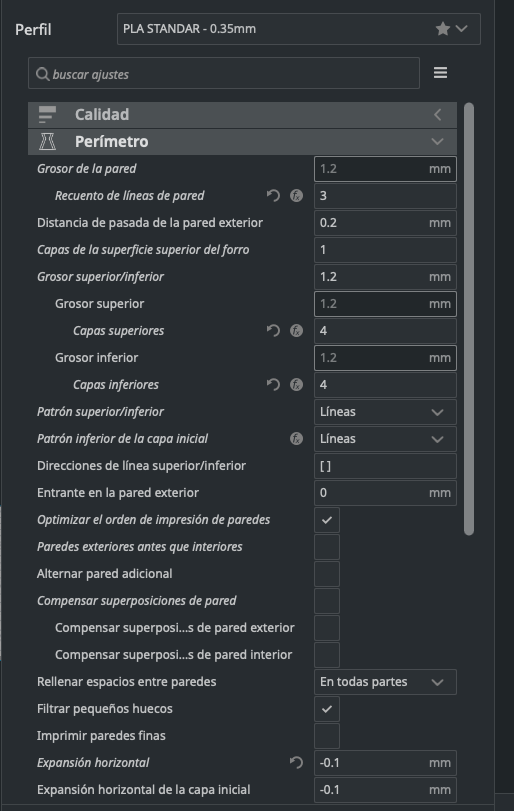 Perfil PLA STANDAR - 0.35mm
buscar ajustes
Calidad
Perímetro
Grosor de la pared 1.2 mm
Recuento de líneas de pared 3
Distancia de pasada de la pared exterior 0.2 mm
Capas de la superficie superior del forro 1
Grosor superior/inferior 1.2 mm
Grosor superior 1.2 mm
Capas superiores 4
Grosor inferior 1.2 mm
Capas inferiores 4
Patrón superior/inferior Líneas
Patrón inferior de la capa inicial Líneas
Direcciones de línea superior/inferior [ ]
Entrante en la pared exterior 0 mm
Optimizar el orden de impresión de paredes
Paredes exteriores antes que interiores
Alternar pared adicional
Compensar superposiciones de pared
Compensar superposi...s de pared exterior
Compensar superposi...s de pared interior
Rellenar espacios entre paredes En todas partes
Filtrar pequeños huecos
Imprimir paredes finas
Expansión horizontal -0.1 mm
Expansión horizontal de la capa inicial -0.1 mm